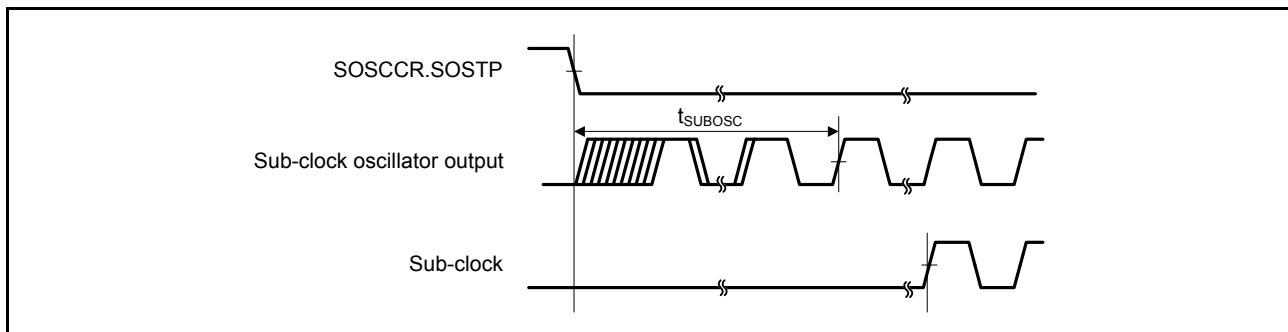 SOSCCR.SOSTP
tSUBOSC
Sub-clock oscillator output
Sub-clock